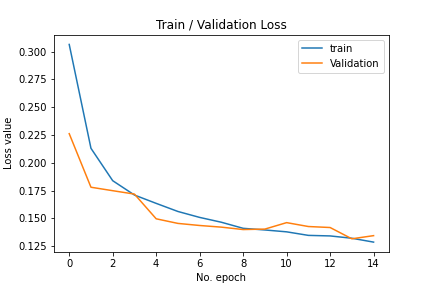 Train / Validation Loss
train
Validation
Loss value
0.300
0.275
0.250
0.225
0.200
0.175
0.150
0.125
0 2 4 6 8 10 12 14
No. epoch